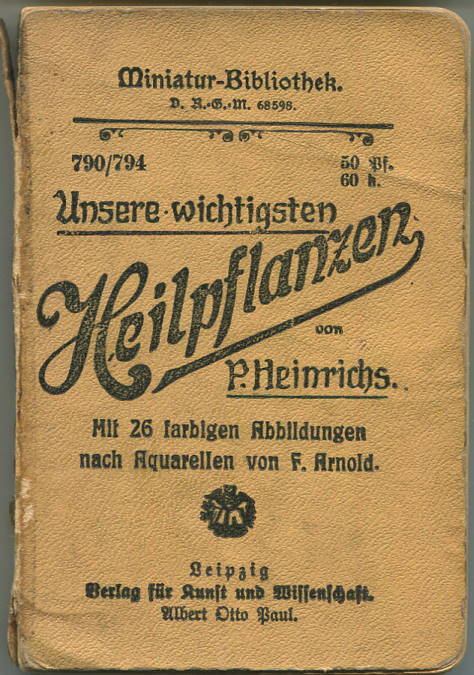 Miniatur-Bibliothek.
D. R.-G.-M. 68598.
790/794
50 Pf.
60 h.
Unsere wichtigsten
Heilpflanzen
von
P. Heinrichs.
Mit 26 farbigen Abbildungen
nach Aquarellen von F. Arnold.
Leipzig
Verlag für Kunst und Wissenschaft.
Albert Otto Paul.